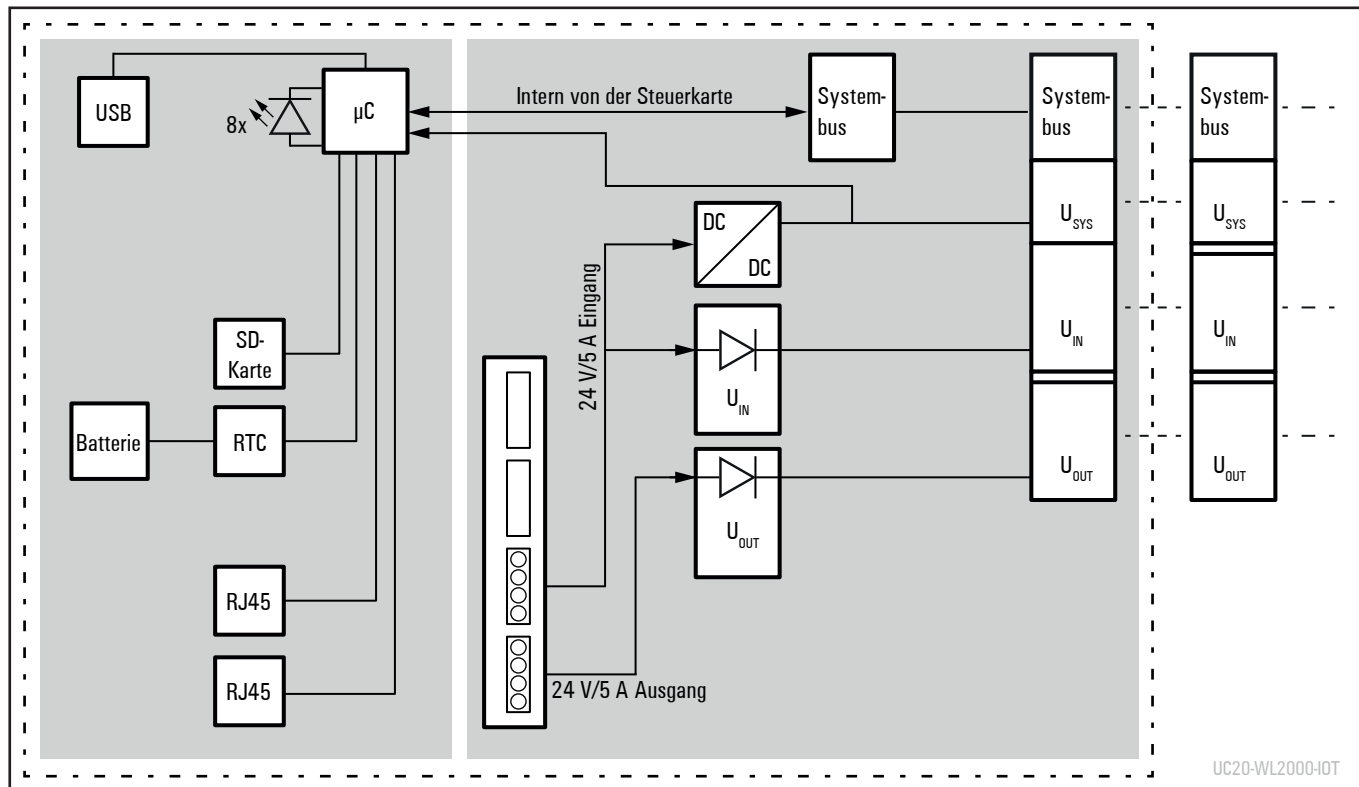 USB
8x
µC
Intern von der Steuerkarte
System-
bus
System-
bus
System-
bus
DC
DC
U_SYS
U_SYS
24 V/5 A Eingang
SD-
Karte
U_IN
U_IN
U_IN
Batterie
RTC
U_OUT
U_OUT
U_OUT
RJ45
RJ45
24 V/5 A Ausgang
UC20-WL2000-IOT